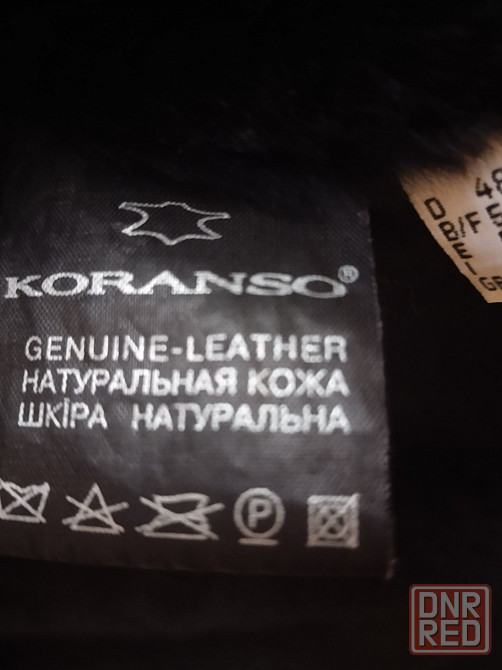 KORANSO®
GENUINE-LEATHER
НАТУРАЛЬНАЯ КОЖА
ШКІРА НАТУРАЛЬНА
P
DNR
RED